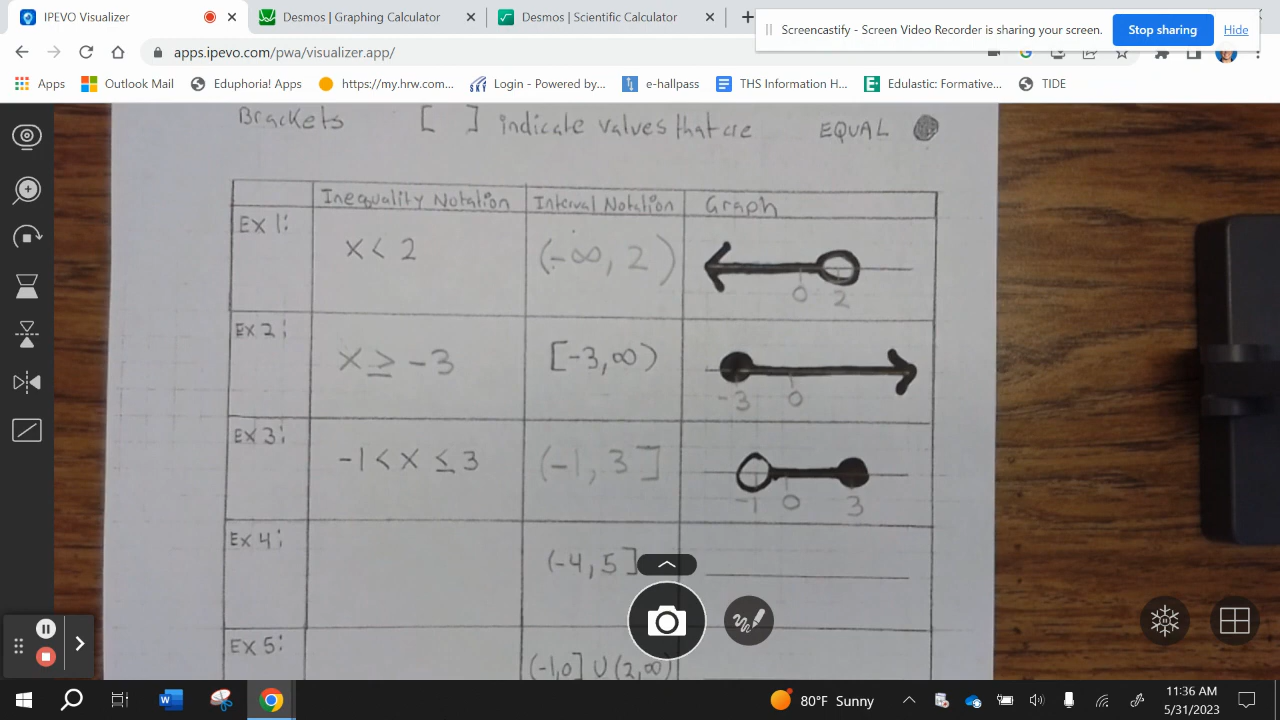 IPEVO Visualizer
Desmos | Graphing Calculator
Desmos | Scientific Calculator
Screencastify - Screen Video Recorder is sharing your screen.
Stop sharing
Hide
apps.ipevo.com/pwa/visualizer.app/
Apps
Outlook Mail
Eduphoria! A
https://my.hrw.com...
Login - Powered by...
e-hallpass
THS Information H...
Edulastic: Formative...
TIDE
Brackets [ ] indicate values that are EQUAL
Inequality Notation Interval Notation Graph
Ex 1: x < 2 (-∞, 2)
0 2
Ex 2: x ≥ -3 [-3, ∞)
-3 0
Ex 3: -1 < x ≤ 3 (-1, 3]
-1 0 3
Ex 4: (-4, 5]
Ex 5: (-1,0] ∪ (2,∞)
80°F Sunny
11:36 AM
5/31/2023